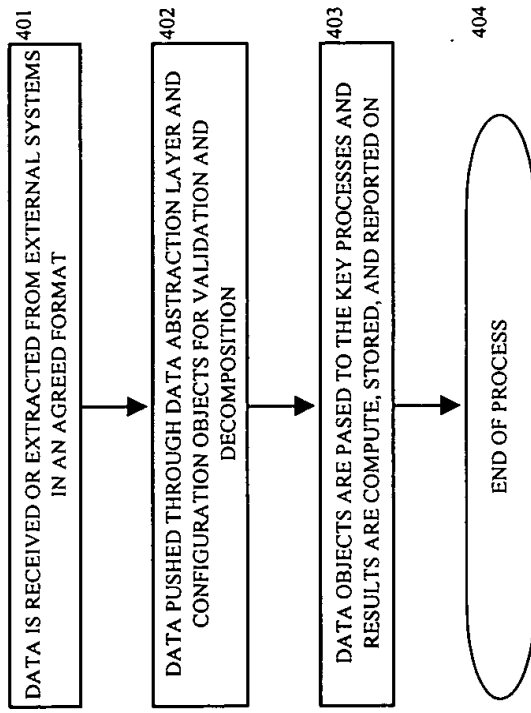 DATA IS RECEIVED OR EXTRACTED FROM EXTERNAL SYSTEMS
IN AN AGREED FORMAT
401
DATA PUSHED THROUGH DATA ABSTRACTION LAYER AND
CONFIGURATION OBJECTS FOR VALIDATION AND
DECOMPOSITION
402
DATA OBJECTS ARE PASED TO THE KEY PROCESSES AND
RESULTS ARE COMPUTE, STORED, AND REPORTED ON
403
END OF PROCESS
404